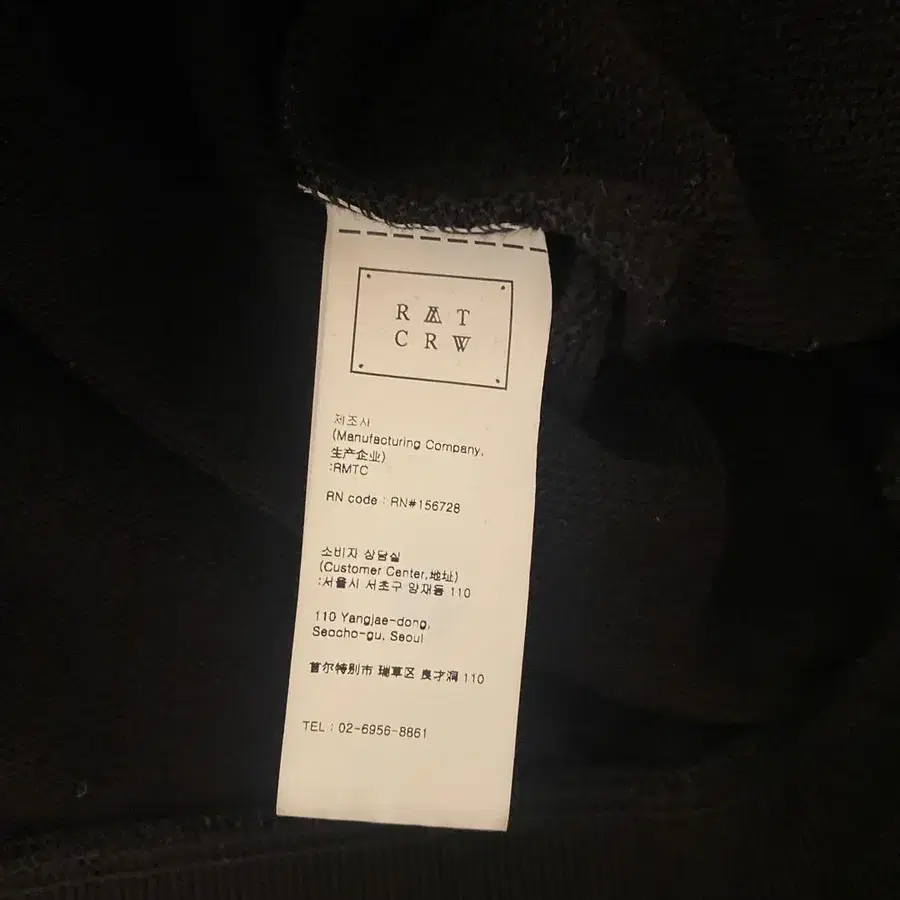 RMT
CRW
제조사
(Manufacturing Company,
生产企业)
:RMTC
RN code : RN#156728
소비자 상담실
(Customer Center,地址)
:서울시 서초구 양재동 110
110 Yangjae-dong,
Seocho-gu, Seoul
首尔特别市 瑞草区 良才洞 110
TEL : 02-6956-8861